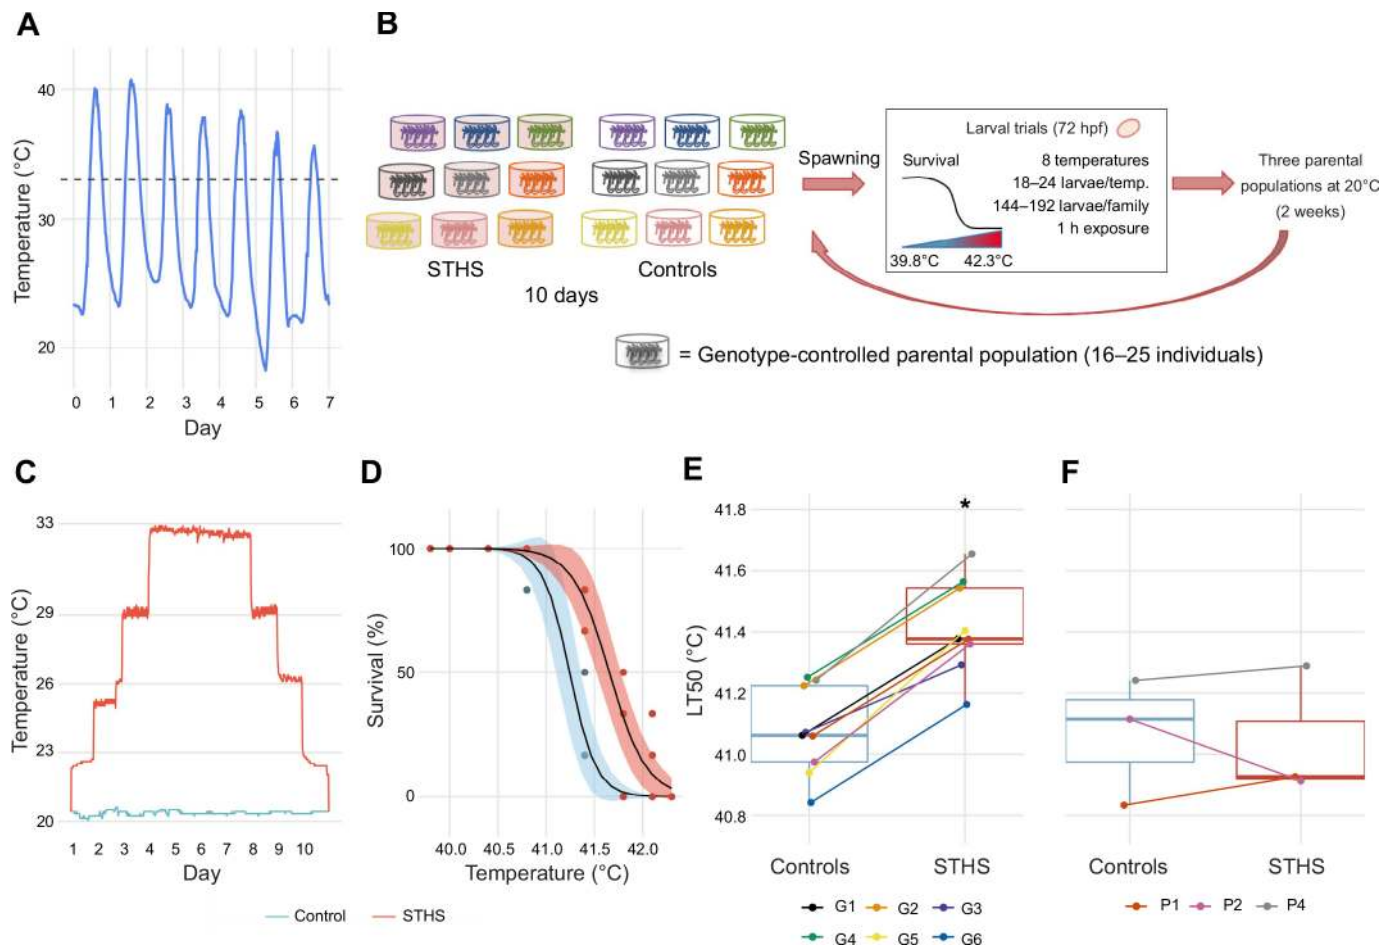 A
Temperature (°C)
40
30
20
0 1 2 3 4 5 6 7
Day
B
STHS
Controls
10 days
Spawning
Larval trials (72 hpf)
Survival
8 temperatures
18–24 larvae/temp.
144–192 larvae/family
1 h exposure
39.8°C
42.3°C
Three parental
populations at 20°C
(2 weeks)
= Genotype-controlled parental population (16–25 individuals)
C
Temperature (°C)
33
29
26
23
20
1 2 3 4 5 6 7 8 9 10
Day
D
Survival (%)
100
50
0
40.0 40.5 41.0 41.5 42.0
Temperature (°C)
Control
STHS
E
LT50 (°C)
41.8
41.6
41.4
41.2
41.0
40.8
*
Controls
STHS
G1 G2 G3
G4 G5 G6
F
Controls
STHS
P1 P2 P4